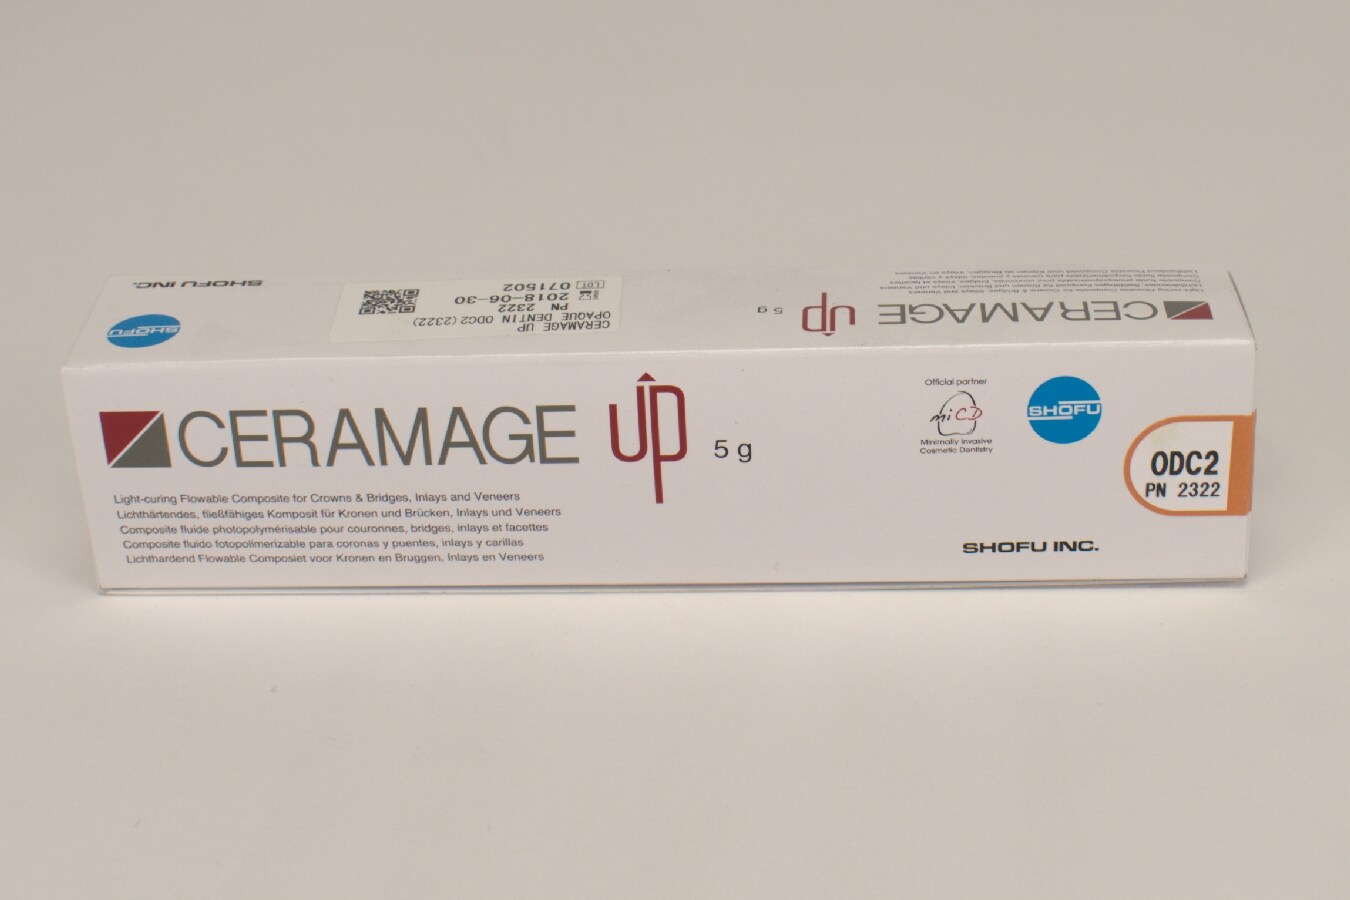 SHOFU INC.
SHOFU
CERAMAGE UP
OPAQUE DENTIN ODC2 (2322)
PN 2322
2018-06-30
LOT 071502
CERAMAGE UP 5 g
CERAMAGE UP 5 g
Light-curing Flowable Composite for Crowns & Bridges, Inlays and Veneers
Lichthärtendes, fließfähiges Komposit für Kronen und Brücken, Inlays und Veneers
Composite fluide photopolymérisable pour couronnes, bridges, inlays et facettes
Composite fluido fotopolimerizable para coronas y puentes, inlays y carillas
Lichthardend Flowable Composiet voor Kronen en Bruggen, Inlays en Veneers
Official partner
miCD
Minimally Invasive
Cosmetic Dentistry
SHOFU
ODC2
PN 2322
SHOFU INC.